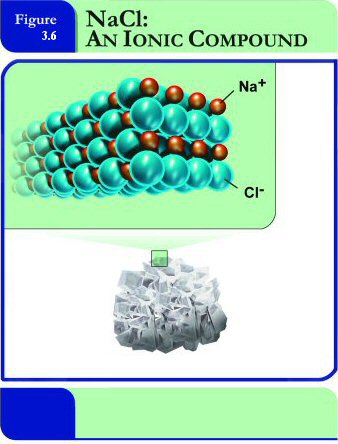 Figure
3.6
NaCl:
AN IONIC COMPOUND
Na⁺
Cl⁻